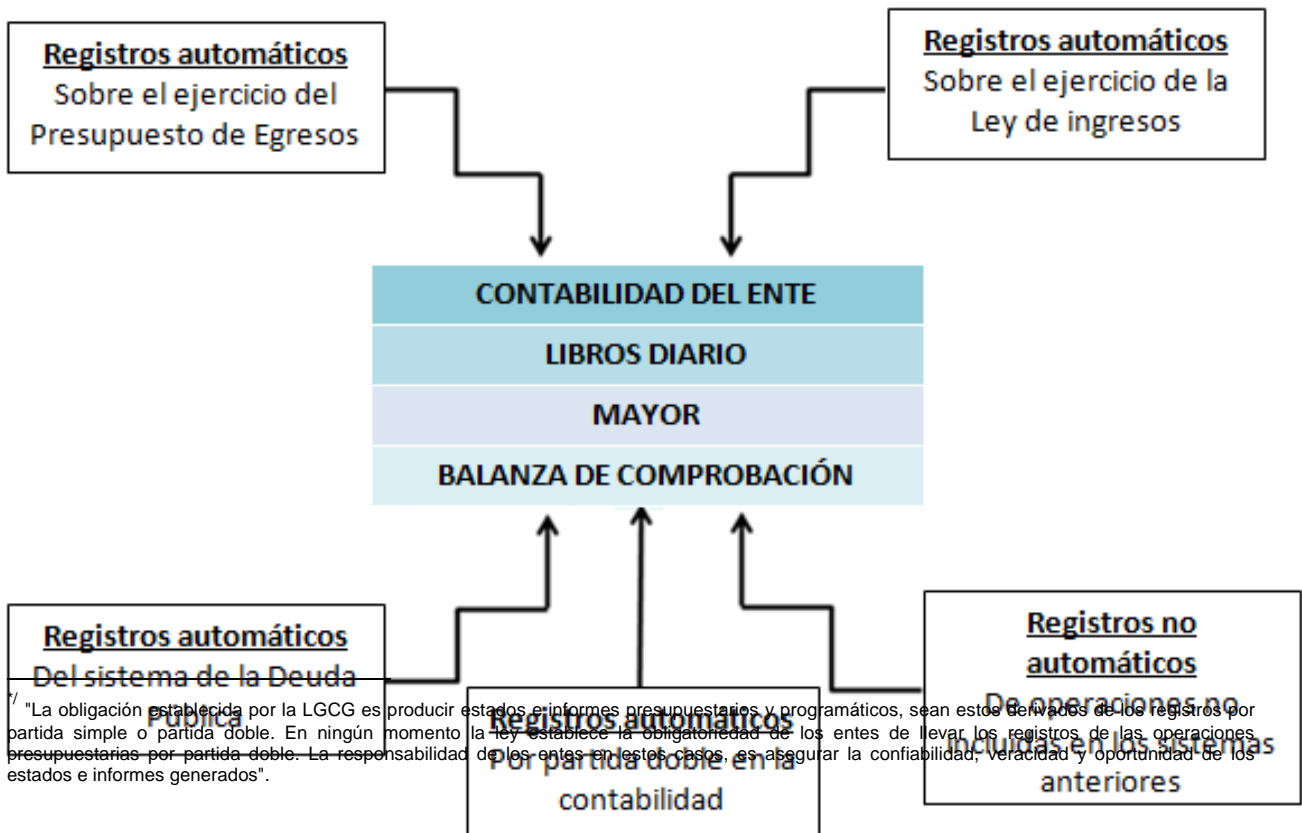 Registros automáticos
Sobre el ejercicio del
Presupuesto de Egresos
Registros automáticos
Sobre el ejercicio de la
Ley de ingresos
CONTABILIDAD DEL ENTE
LIBROS DIARIO
MAYOR
BALANZA DE COMPROBACIÓN
Registros automáticos
Del sistema de la Deuda
Pública
Registros automáticos
Por partida doble en la
contabilidad
Registros no
automáticos
De operaciones no
incluidas en los sistemas
anteriores
*/ "La obligación establecida por la LGCG es producir estados e informes presupuestarios y programáticos, sean estos derivados de los registros por
partida simple o partida doble. En ningún momento la ley establece la obligatoriedad de los entes de llevar los registros de las operaciones
presupuestarias por partida doble. La responsabilidad de los entes en estos casos, es asegurar la confiabilidad, veracidad y oportunidad de los
estados e informes generados".